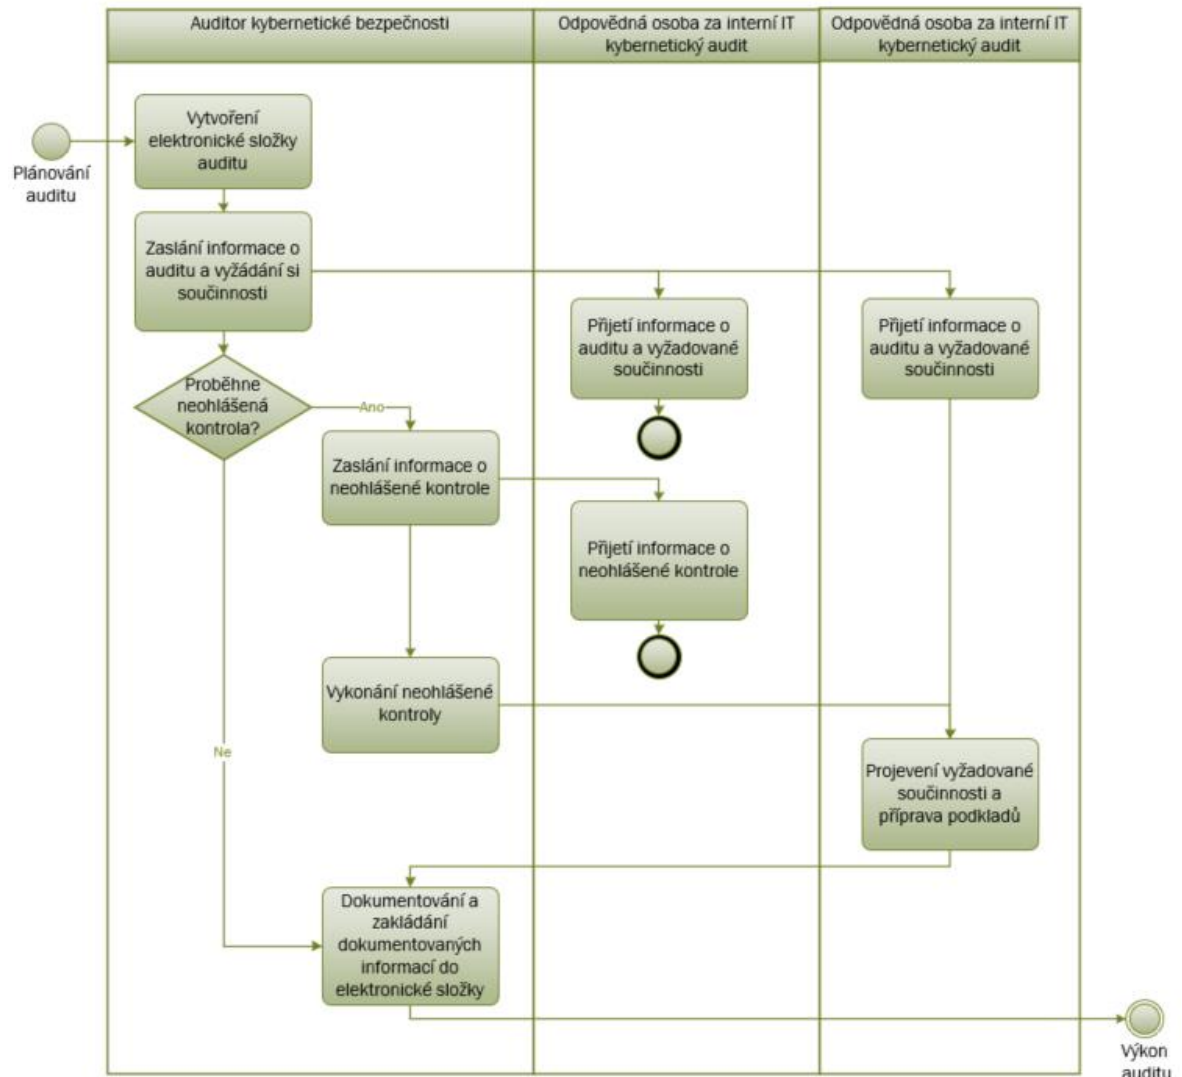 Auditor kybernetické bezpečnosti
Odpovědná osoba za interní IT
kybernetický audit
Odpovědná osoba za interní IT
kybernetický audit
Plánování
auditu
Vytvoření
elektronické složky
auditu
Zaslání informace o
auditu a vyžádání si
součinnosti
Přijetí informace o
auditu a vyžadované
součinnosti
Přijetí informace o
auditu a vyžadované
součinnosti
Proběhne
neohlášená
kontrola?
Ano
Zaslání informace o
neohlášené kontrole
Přijetí informace o
neohlášené kontrole
Vykonání neohlášené
kontroly
Ne
Projevení vyžadované
součinnosti a
příprava podkladů
Dokumentování a
zakládání
dokumentovaných
informací do
elektronické složky
Výkon
auditu